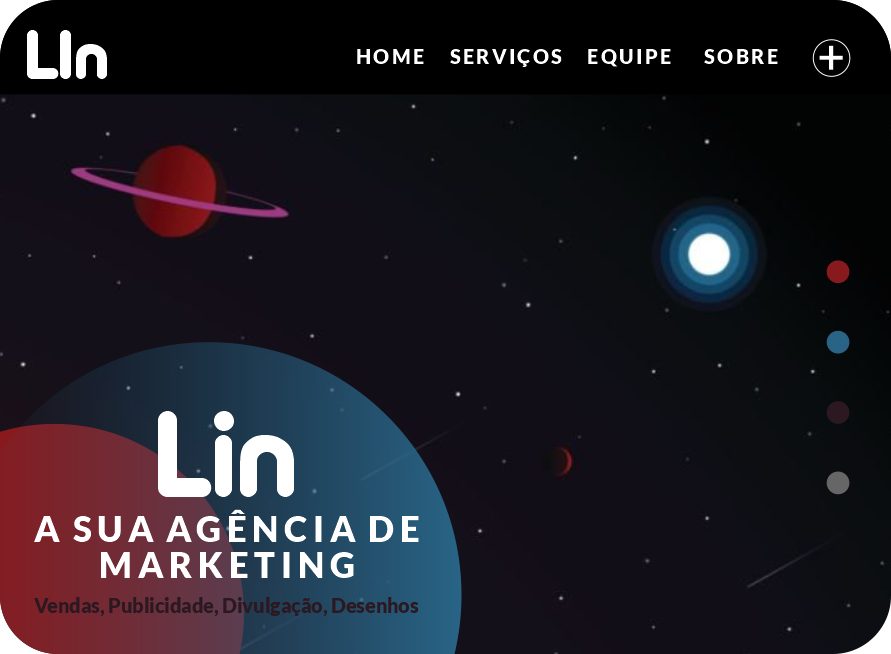 LIn
HOME SERVIÇOS EQUIPE SOBRE
Lin
A SUA AGÊNCIA DE
MARKETING
Vendas, Publicidade, Divulgação, Desenhos